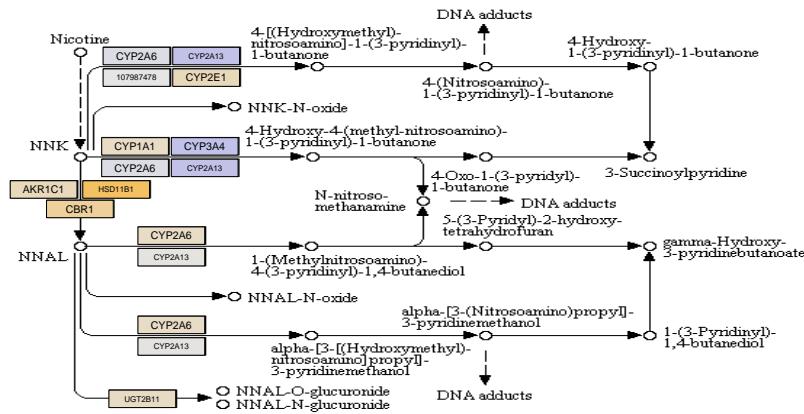 DNA adducts
Nicotine
4-[(Hydroxymethyl)-
nitrosoamino]-1-(3-pyridinyl)-
1-butanone
4-Hydroxy-
1-(3-pyridinyl)-1-butanone
CYP2A6
CYP2A13
107987478
CYP2E1
4-(Nitrosoamino)-
1-(3-pyridinyl)-1-butanone
NNK-N-oxide
NNK
CYP1A1
CYP3A4
CYP2A6
CYP2A13
4-Hydroxy-4-(methyl-nitrosoamino)-
1-(3-pyridinyl)-1-butanone
3-Succinoylpyridine
4-Oxo-1-(3-pyridyl)-
1-butanone
AKR1C1
HSD11B1
CBR1
N-nitroso-
methanamine
DNA adducts
5-(3-Pyridyl)-2-hydroxy-
tetrahydrofuran
NNAL
CYP2A6
CYP2A13
1-(Methylnitrosoamino)-
4-(3-pyridinyl)-1,4-butanediol
gamma-Hydroxy-
3-pyridinebutanoate
NNAL-N-oxide
CYP2A6
CYP2A13
alpha-[3-[(Hydroxymethyl)-
nitrosoamino]propyl]-
3-pyridinemethanol
alpha-[3-(Nitrosoamino)propyl]-
3-pyridinemethanol
1-(3-Pyridinyl)-
1,4-butanediol
DNA adducts
UGT2B11
NNAL-O-glucuronide
NNAL-N-glucuronide